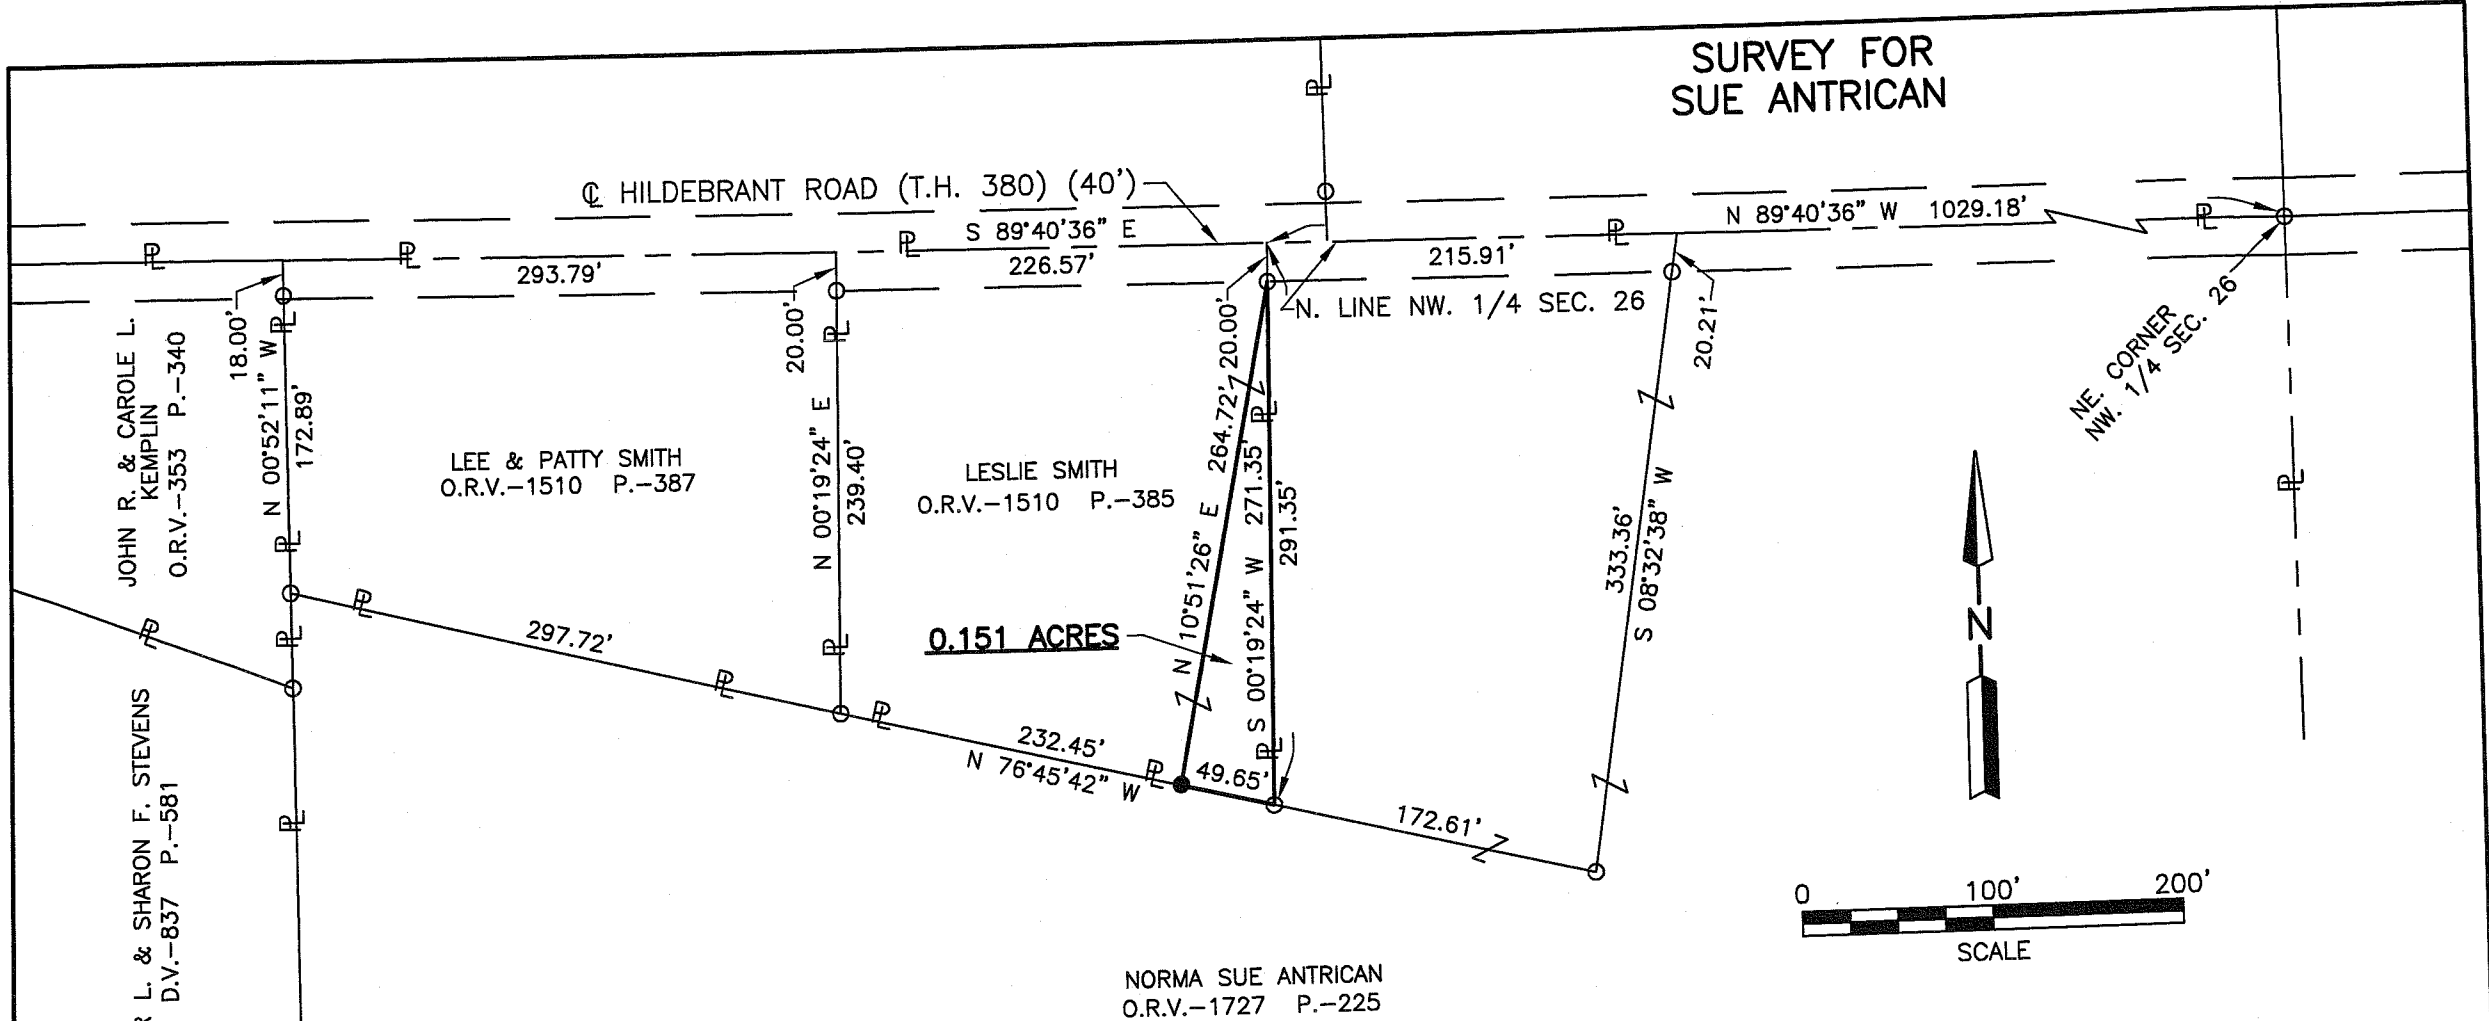 SURVEY FOR
SUE ANTRICAN
℄ HILDEBRANT ROAD (T.H. 380) (40')
S 89°40'36" E
N 89°40'36" W 1029.18'
293.79'
226.57'
215.91'
N. LINE NW. 1/4 SEC. 26
NE. CORNER
NW. 1/4 SEC. 26
18.00'
20.00'
20.00'
20.21'
JOHN R. & CAROLE L.
KEMPLIN
O.R.V.-353 P.-340
N 00°52'11" W
172.89'
LEE & PATTY SMITH
O.R.V.-1510 P.-387
N 00°19'24" E
239.40'
LESLIE SMITH
O.R.V.-1510 P.-385
N 10°51'26" E 264.72'
S 00°19'24" W 271.35'
291.35'
333.36'
S 08°32'38" W
0.151 ACRES
297.72'
232.45'
N 76°45'42" W
49.65'
172.61'
N
L. & SHARON F. STEVENS
D.V.-837 P.-581
0 100' 200'
SCALE
NORMA SUE ANTRICAN
O.R.V.-1727 P.-225